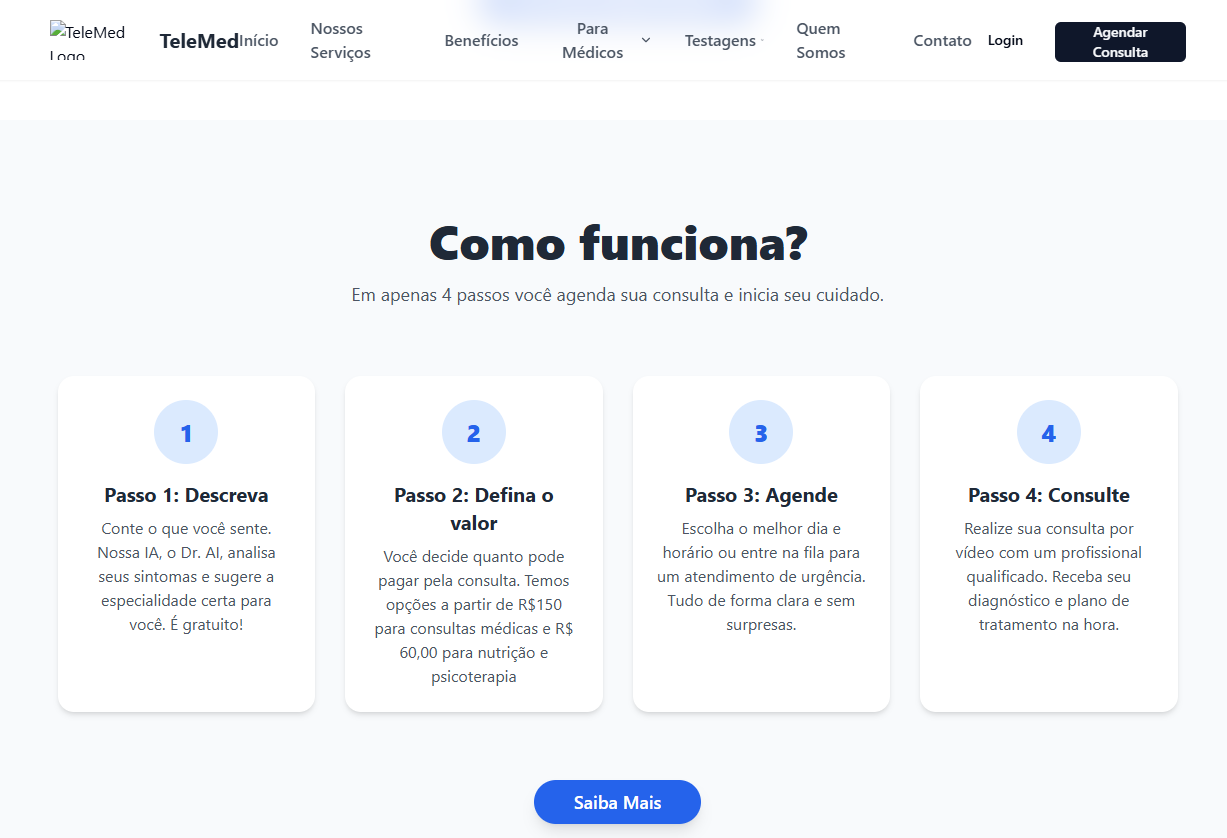 TeleMed
Logo
TeleMed
Início
Nossos
Serviços
Benefícios
Para
Médicos
Testagens
Quem
Somos
Contato
Login
Agendar
Consulta
Como funciona?
Em apenas 4 passos você agenda sua consulta e inicia seu cuidado.
1
Passo 1: Descreva
Conte o que você sente.
Nossa IA, o Dr. AI, analisa
seus sintomas e sugere a
especialidade certa para
você. É gratuito!
2
Passo 2: Defina o
valor
Você decide quanto pode
pagar pela consulta. Temos
opções a partir de R$150
para consultas médicas e R$
60,00 para nutrição e
psicoterapia
3
Passo 3: Agende
Escolha o melhor dia e
horário ou entre na fila para
um atendimento de urgência.
Tudo de forma clara e sem
surpresas.
4
Passo 4: Consulte
Realize sua consulta por
vídeo com um profissional
qualificado. Receba seu
diagnóstico e plano de
tratamento na hora.
Saiba Mais